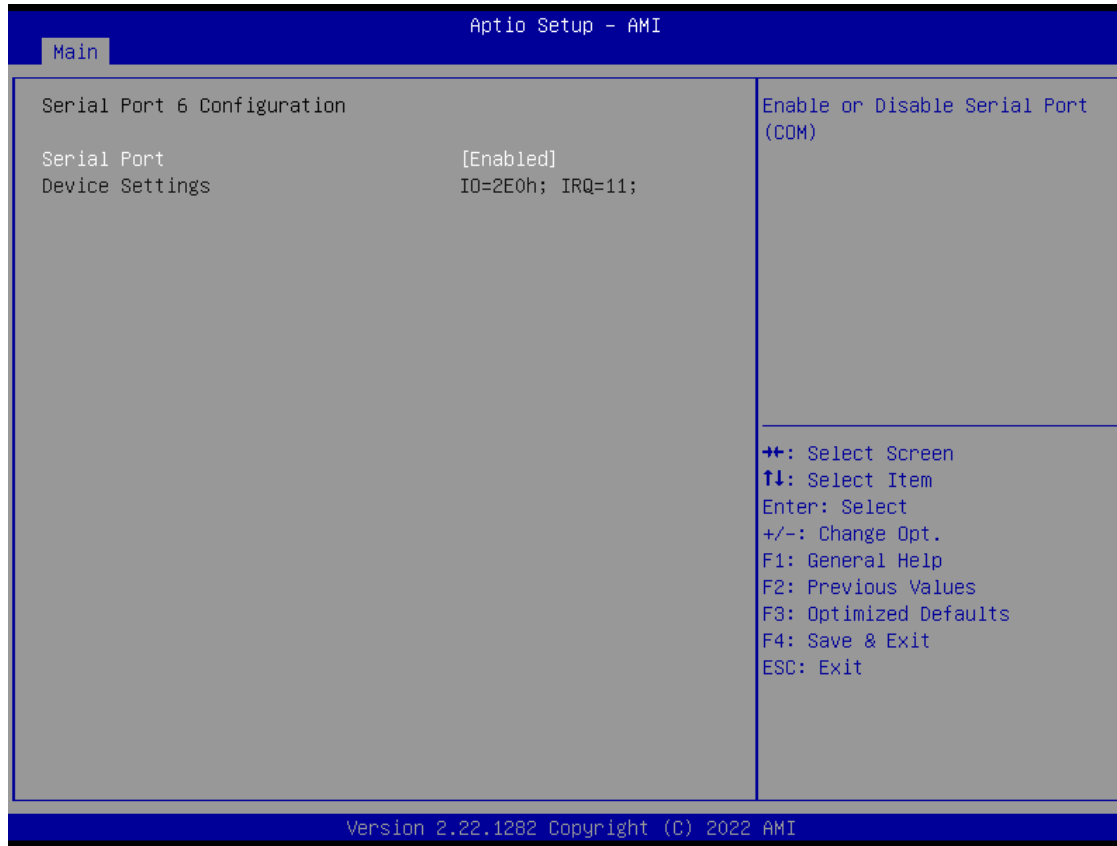 Aptio Setup – AMI
Main
Serial Port 6 Configuration
Serial Port [Enabled]
Device Settings IO=2E0h; IRQ=11;
Enable or Disable Serial Port
(COM)
→←: Select Screen
↑↓: Select Item
Enter: Select
+/-: Change Opt.
F1: General Help
F2: Previous Values
F3: Optimized Defaults
F4: Save & Exit
ESC: Exit
Version 2.22.1282 Copyright (C) 2022 AMI